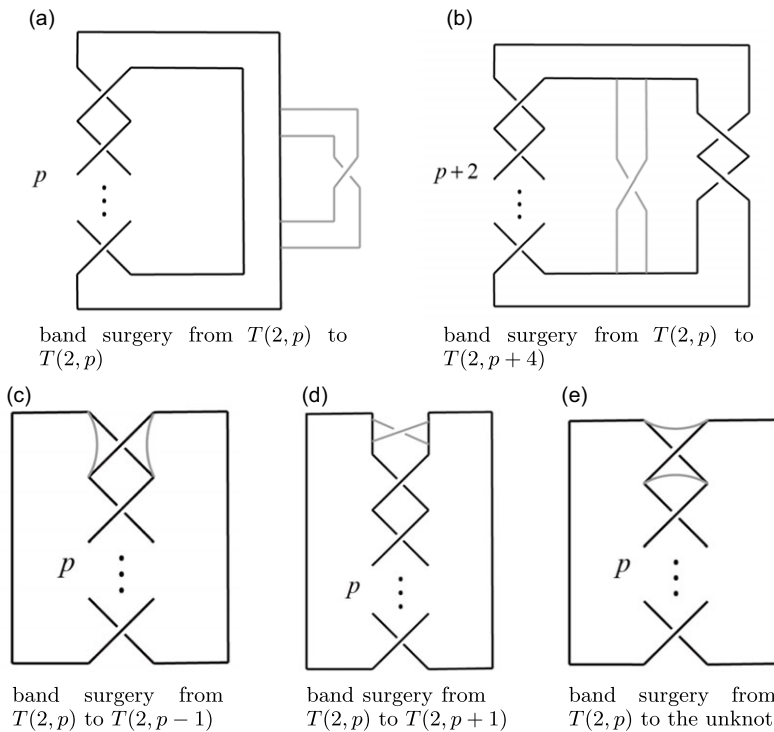 (a)
(b)
p
p + 2
band surgery from T(2, p) to
T(2, p)
band surgery from T(2, p) to
T(2, p + 4)
(c)
(d)
(e)
p
p
p
band surgery from
T(2, p) to T(2, p − 1)
band surgery from
T(2, p) to T(2, p + 1)
band surgery from
T(2, p) to the unknot